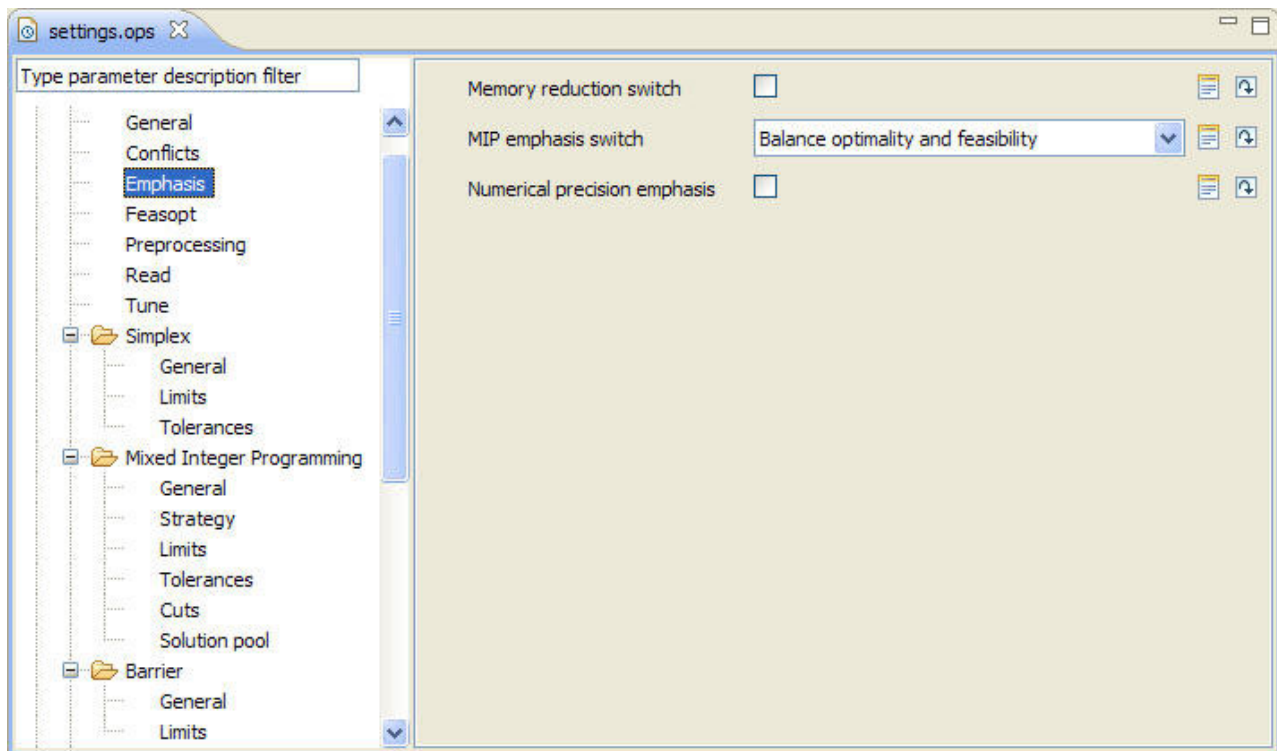 settings.ops
Type parameter description filter
General
Conflicts
Emphasis
Feasopt
Preprocessing
Read
Tune
Simplex
General
Limits
Tolerances
Mixed Integer Programming
General
Strategy
Limits
Tolerances
Cuts
Solution pool
Barrier
General
Limits
Memory reduction switch
MIP emphasis switch Balance optimality and feasibility
Numerical precision emphasis